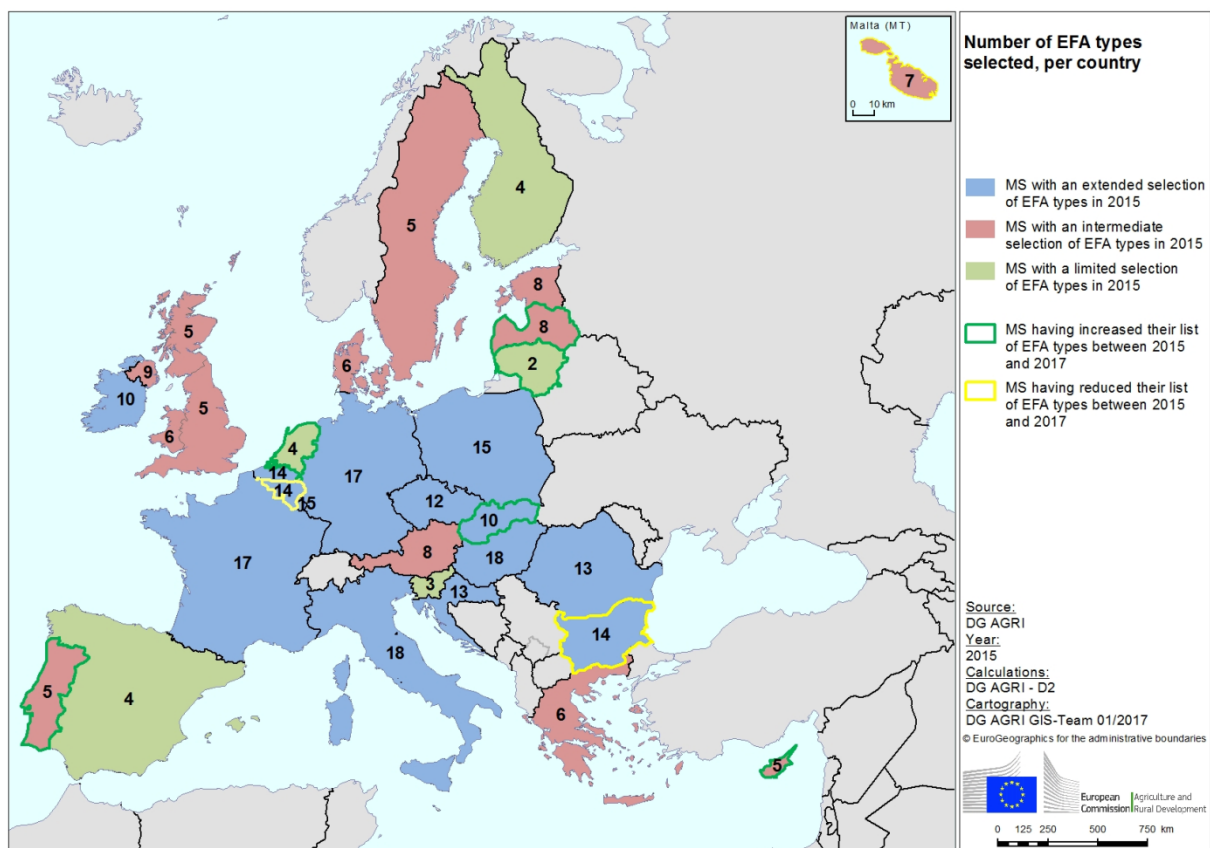 Malta (MT)
7
0 10 km
4
5
8
8
2
5
9
10
5
6
6
4
14
14
15
17
15
12
10
17
8
18
13
3
13
14
18
5
4
6
5
Number of EFA types
selected, per country
MS with an extended selection
of EFA types in 2015
MS with an intermediate
selection of EFA types in 2015
MS with a limited selection
of EFA types in 2015
MS having increased their list
of EFA types between 2015
and 2017
MS having reduced their list
of EFA types between 2015
and 2017
Source:
DG AGRI
Year:
2015
Calculations:
DG AGRI - D2
Cartography:
DG AGRI GIS-Team 01/2017
© EuroGeographics for the administrative boundaries
European
Commission
Agriculture and
Rural Development
0 125 250 500 750 km